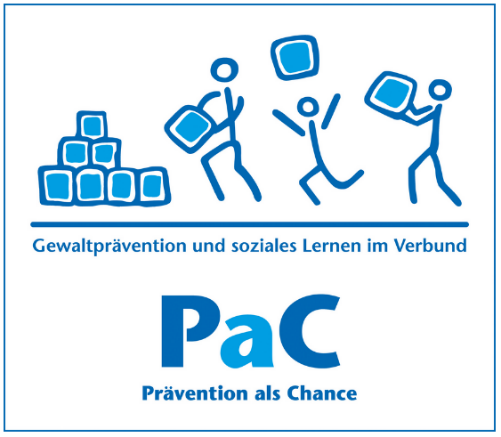 Gewaltprävention und soziales Lernen im Verbund
PaC
Prävention als Chance